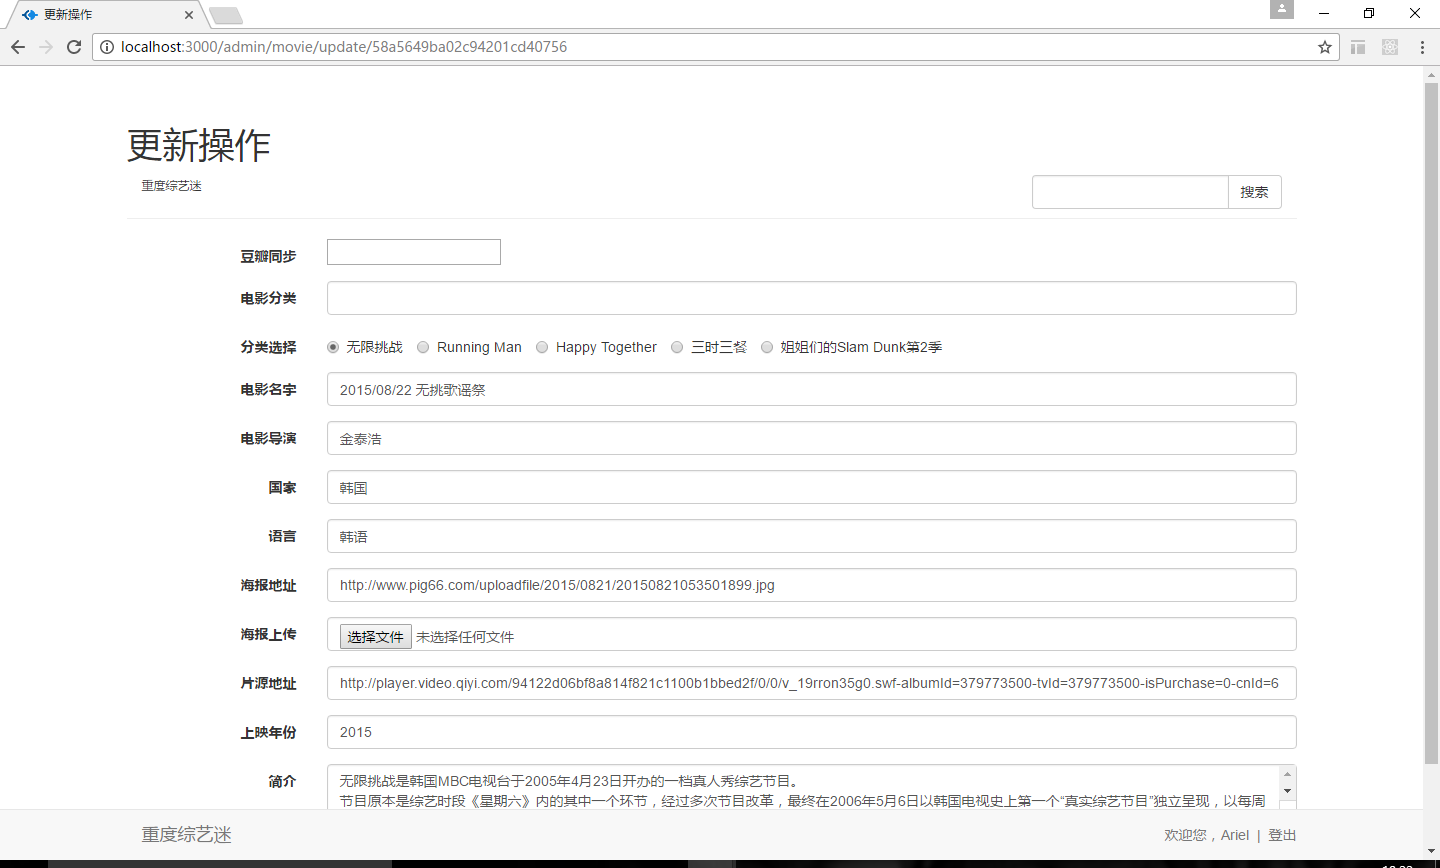 更新操作
localhost:3000/admin/movie/update/58a5649ba02c94201cd40756
更新操作
重度综艺迷
搜索
豆瓣同步
电影分类
分类选择 无限挑战 Running Man Happy Together 三时三餐 姐姐们的Slam Dunk第2季
电影名字 2015/08/22 无挑歌谣祭
电影导演 金泰浩
国家 韩国
语言 韩语
海报地址 http://www.pig66.com/uploadfile/2015/0821/20150821053501899.jpg
海报上传 选择文件 未选择任何文件
片源地址 http://player.video.qiyi.com/94122d06bf8a814f821c1100b1bbed2f/0/0/v_19rron35g0.swf-albumId=379773500-tvId=379773500-isPurchase=0-cnId=6
上映年份 2015
简介 无限挑战是韩国MBC电视台于2005年4月23日开办的一档真人秀综艺节目。
节目原本是综艺时段《星期六》内的其中一个环节，经过多次节目改革，最终在2006年5月6日以韩国电视史上第一个“真实综艺节目”独立呈现，以每周
重度综艺迷
欢迎您，Ariel | 登出